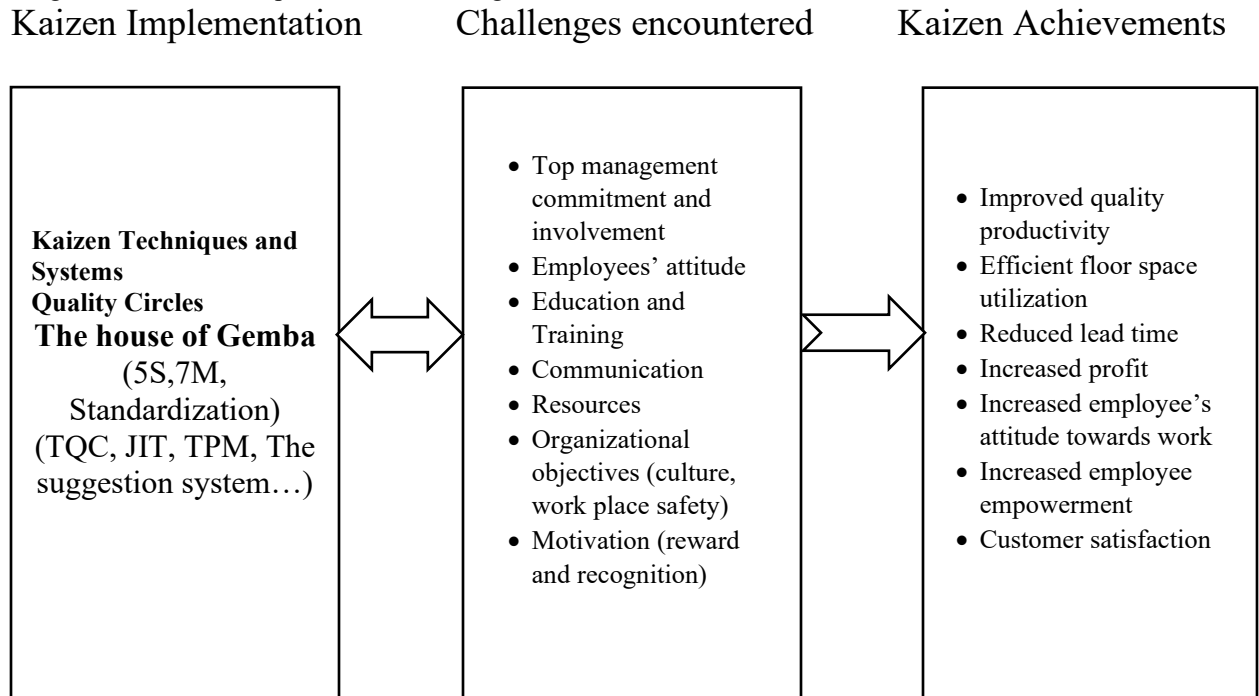 Kaizen Implementation
Challenges encountered
Kaizen Achievements
Kaizen Techniques and
Systems
Quality Circles
The house of Gemba
(5S,7M,
Standardization)
(TQC, JIT, TPM, The
suggestion system…)
• Top management
commitment and
involvement
• Employees’ attitude
• Education and
Training
• Communication
• Resources
• Organizational
objectives (culture,
work place safety)
• Motivation (reward
and recognition)
• Improved quality
productivity
• Efficient floor space
utilization
• Reduced lead time
• Increased profit
• Increased employee’s
attitude towards work
• Increased employee
empowerment
• Customer satisfaction